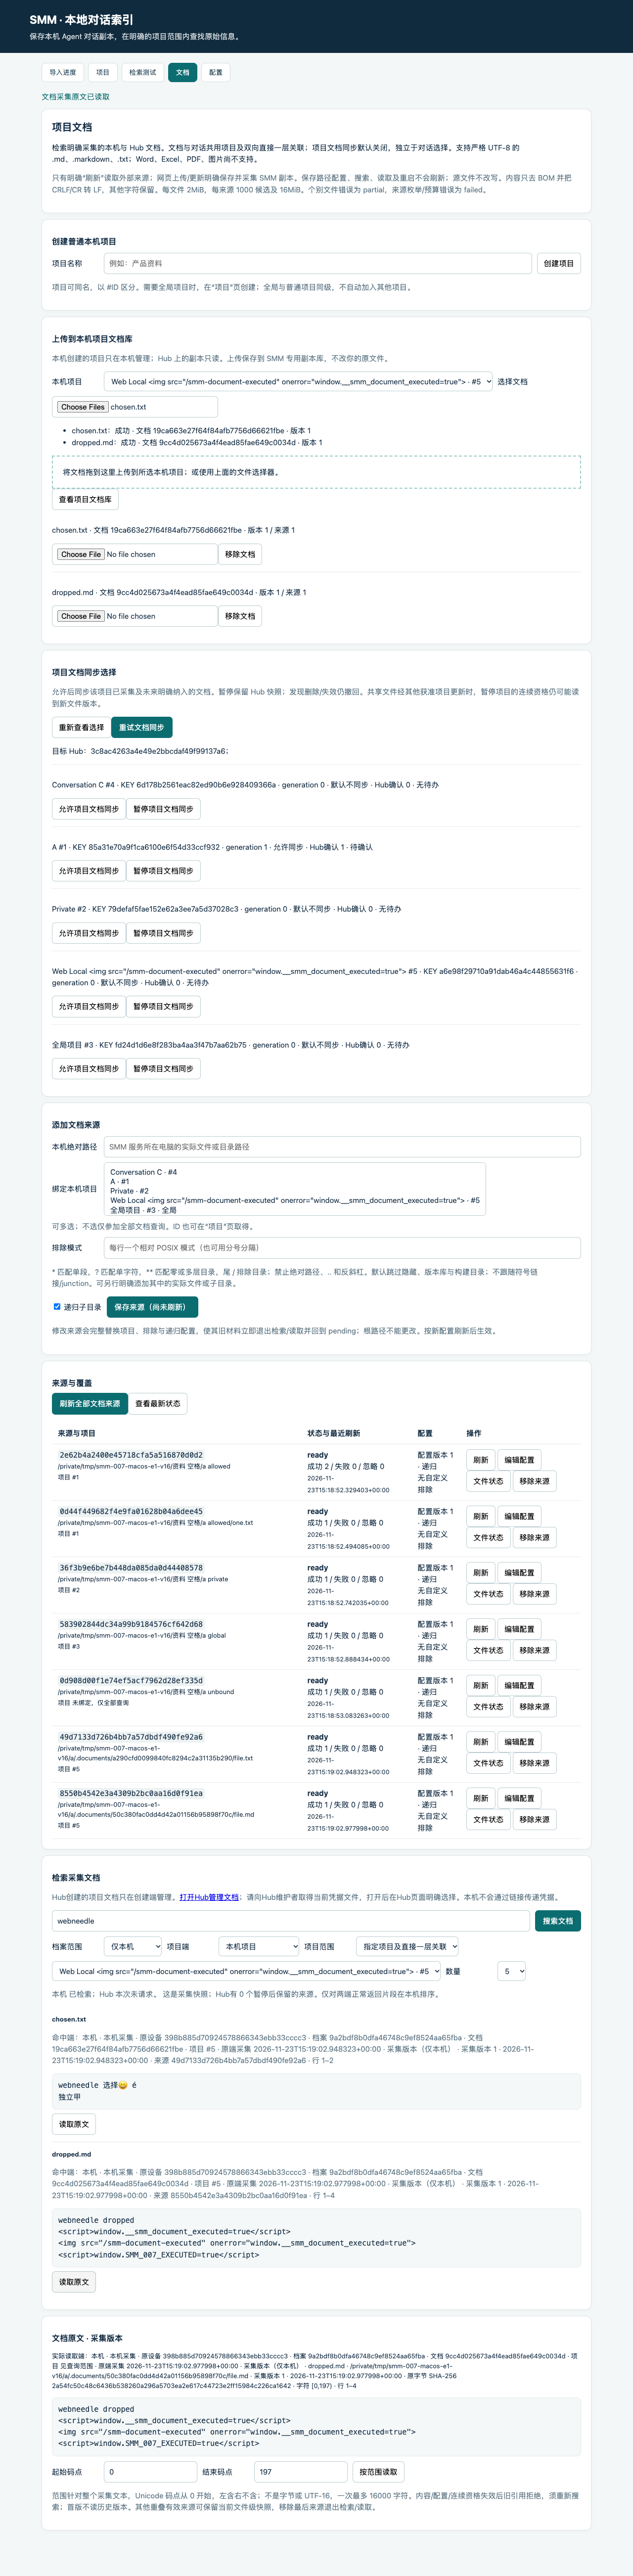 SMM · 本地对话索引
保存本机 Agent 对话副本，在明确的项目范围内查找原始信息。
导入进度 项目 检索测试 文档 配置
文档采集原文已读取
项目文档
检索明确采集的本机与 Hub 文档。文档与对话共用项目及双向直接一层关联；项目文档同步默认关闭，独立于对话选择。支持严格 UTF-8 的
.md、.markdown、.txt；Word、Excel、PDF、图片尚不支持。
只有明确“刷新”读取外部来源；网页上传/更新明确保存并采集 SMM 副本。保存路径配置、搜索、读取及重启不会刷新；源文件不改写。内容只去 BOM 并把
CRLF/CR 转 LF，其他字符保留。每文件 2MiB，每来源 1000 候选及 16MiB。个别文件错误为 partial，来源枚举/预算错误为 failed。
创建普通本机项目
项目名称 例如：产品资料 创建项目
项目可同名，以 #ID 区分。需要全局项目时，在“项目”页创建；全局与普通项目同级，不自动加入其他项目。
上传到本机项目文档库
本机创建的项目只在本机管理；Hub 上的副本只读。上传保存到 SMM 专用副本库，不改你的原文件。
本机项目 Web Local <img src="/smm-document-executed" onerror="window.__smm_document_executed=true"> · #5 选择文档
Choose Files chosen.txt
chosen.txt：成功 · 文档 19ca663e27f64f84afb7756d66621fbe · 版本 1
dropped.md：成功 · 文档 9cc4d025673a4f4ead85fae649c0034d · 版本 1
将文档拖到这里上传到所选本机项目；或使用上面的文件选择器。
查看项目文档库
chosen.txt · 文档 19ca663e27f64f84afb7756d66621fbe · 版本 1 / 来源 1
Choose File No file chosen 移除文档
dropped.md · 文档 9cc4d025673a4f4ead85fae649c0034d · 版本 1 / 来源 1
Choose File No file chosen 移除文档
项目文档同步选择
允许后同步该项目已采集及未来明确纳入的文档。暂停保留 Hub 快照；发现删除/失效仍撤回。共享文件经其他获准项目更新时，暂停项目的连续资格仍可能读
到新文件版本。
重新查看选择 重试文档同步
目标 Hub：3c8ac4263a4e49e2bbcdaf49f99137a6；
Conversation C #4 · KEY 6d178b2561eac82ed90b6e928409366a · generation 0 · 默认不同步 · Hub确认 0 · 无待办
允许项目文档同步 暂停项目文档同步
A #1 · KEY 85a31e70a9f1ca6100e6f54d33ccf932 · generation 1 · 允许同步 · Hub确认 1 · 待确认
允许项目文档同步 暂停项目文档同步
Private #2 · KEY 79defaf5fae152e62a3ee7a5d37028c3 · generation 0 · 默认不同步 · Hub确认 0 · 无待办
允许项目文档同步 暂停项目文档同步
Web Local <img src="/smm-document-executed" onerror="window.__smm_document_executed=true"> #5 · KEY a6e98f29710a91dab46a4c44855631f6 ·
generation 0 · 默认不同步 · Hub确认 0 · 无待办
允许项目文档同步 暂停项目文档同步
全局项目 #3 · KEY fd24d1d6e8f283ba4aa3f47b7aa62b75 · generation 0 · 默认不同步 · Hub确认 0 · 无待办
允许项目文档同步 暂停项目文档同步
添加文档来源
本机绝对路径 SMM 服务所在电脑的实际文件或目录路径
绑定本机项目
Conversation C · #4
A · #1
Private · #2
Web Local <img src="/smm-document-executed" onerror="window.__smm_document_executed=true"> · #5
全局项目 · #3 · 全局
可多选；不选仅参加全部文档查询。ID 也可在“项目”页取得。
排除模式 每行一个相对 POSIX 模式（也可用分号分隔）
* 匹配单段，? 匹配单字符，** 匹配零或多层目录，尾 / 排除目录；禁止绝对路径、.. 和反斜杠。默认跳过隐藏、版本库与构建目录；不跟随符号链
接/junction。可另行明确添加其中的实际文件或子目录。
递归子目录 保存来源（尚未刷新）
修改来源会完整替换项目、排除与递归配置，使其旧材料立即退出检索/读取并回到 pending；根路径不能更改。按新配置刷新后生效。
来源与覆盖
刷新全部文档来源 查看最新状态
来源与项目 状态与最近刷新 配置 操作
2e62b4a2400e45718cfa5a516870d0d2 ready 配置版本 1 刷新 编辑配置
/private/tmp/smm-007-macos-e1-v16/资料 空格/a allowed 成功 2 / 失败 0 / 忽略 0 · 递归
项目 #1 2026-11-23T15:18:52.329403+00:00 无自定义排除 文件状态 移除来源
0d44f449682f4e9fa01628b04a6dee45 ready 配置版本 1 刷新 编辑配置
/private/tmp/smm-007-macos-e1-v16/资料 空格/a allowed/one.txt 成功 1 / 失败 0 / 忽略 0 · 递归
项目 #1 2026-11-23T15:18:52.494085+00:00 无自定义排除 文件状态 移除来源
36f3b9e6be7b448da085da0d44408578 ready 配置版本 1 刷新 编辑配置
/private/tmp/smm-007-macos-e1-v16/资料 空格/a private 成功 1 / 失败 0 / 忽略 0 · 递归
项目 #2 2026-11-23T15:18:52.742035+00:00 无自定义排除 文件状态 移除来源
583902844dc34a99b9184576cf642d68 ready 配置版本 1 刷新 编辑配置
/private/tmp/smm-007-macos-e1-v16/资料 空格/a global 成功 1 / 失败 0 / 忽略 0 · 递归
项目 #3 2026-11-23T15:18:52.888434+00:00 无自定义排除 文件状态 移除来源
0d908d00f1e74ef5acf7962d28ef335d ready 配置版本 1 刷新 编辑配置
/private/tmp/smm-007-macos-e1-v16/资料 空格/a unbound 成功 1 / 失败 0 / 忽略 0 · 递归
项目 未绑定，仅全部查询 2026-11-23T15:18:53.083263+00:00 无自定义排除 文件状态 移除来源
49d7133d726b4bb7a57dbdf490fe92a6 ready 配置版本 1 刷新 编辑配置
/private/tmp/smm-007-macos-e1-v16/a/.documents/a290cfd0099840fc8294c2a31135b290/file.txt 成功 1 / 失败 0 / 忽略 0 · 递归
项目 #5 2026-11-23T15:19:02.948323+00:00 无自定义排除 文件状态 移除来源
8550b4542e3a4309b2bc0aa16d0f91ea ready 配置版本 1 刷新 编辑配置
/private/tmp/smm-007-macos-e1-v16/a/.documents/50c380fac0dd4d42a01156b95898f70c/file.md 成功 1 / 失败 0 / 忽略 0 · 递归
项目 #5 2026-11-23T15:19:02.977998+00:00 无自定义排除 文件状态 移除来源
检索采集文档
Hub创建的项目文档只在创建端管理。打开Hub管理文档；请向Hub维护者取得当前凭据文件，打开后在Hub页面明确选择。本机不会通过链接传递凭据。
webneedle 搜索文档
档案范围 仅本机 项目端 本机项目 项目范围 指定项目及直接一层关联
Web Local <img src="/smm-document-executed" onerror="window.__smm_document_executed=true"> · #5 数量 5
本机 已检索；Hub 本次未请求。 这是采集快照；Hub有 0 个暂停后保留的来源。仅对两端正常返回片段在本机排序。
chosen.txt
命中端：本机 · 本机采集 · 原设备 398b885d70924578866343ebb33cccc3 · 档案 9a2bdf8b0dfa46748c9ef8524aa65fba · 文档
19ca663e27f64f84afb7756d66621fbe · 项目 #5 · 原端采集 2026-11-23T15:19:02.948323+00:00 · 采集版本（仅本机） · 采集版本 1 · 2026-11-
23T15:19:02.948323+00:00 · 来源 49d7133d726b4bb7a57dbdf490fe92a6 · 行 1–2
webneedle 选择😀 é
独立甲
读取原文
dropped.md
命中端：本机 · 本机采集 · 原设备 398b885d70924578866343ebb33cccc3 · 档案 9a2bdf8b0dfa46748c9ef8524aa65fba · 文档
9cc4d025673a4f4ead85fae649c0034d · 项目 #5 · 原端采集 2026-11-23T15:19:02.977998+00:00 · 采集版本（仅本机） · 采集版本 1 · 2026-11-
23T15:19:02.977998+00:00 · 来源 8550b4542e3a4309b2bc0aa16d0f91ea · 行 1–4
webneedle dropped
<script>window.__smm_document_executed=true</script>
<img src="/smm-document-executed" onerror="window.__smm_document_executed=true">
<script>window.SMM_007_EXECUTED=true</script>
读取原文
文档原文 · 采集版本
实际读取端：本机 · 本机采集 · 原设备 398b885d70924578866343ebb33cccc3 · 档案 9a2bdf8b0dfa46748c9ef8524aa65fba · 文档 9cc4d025673a4f4ead85fae649c0034d · 项
目 见查询范围 · 原端采集 2026-11-23T15:19:02.977998+00:00 · 采集版本（仅本机） · dropped.md · /private/tmp/smm-007-macos-e1-
v16/a/.documents/50c380fac0dd4d42a01156b95898f70c/file.md · 采集版本 1 · 2026-11-23T15:19:02.977998+00:00 · 原字节 SHA-256
2a54fc50c48c6436b538260a296a5703ea2e617c44723e2ff15984c226ca1642 · 字符 [0,197) · 行 1–4
webneedle dropped
<script>window.__smm_document_executed=true</script>
<img src="/smm-document-executed" onerror="window.__smm_document_executed=true">
<script>window.SMM_007_EXECUTED=true</script>
起始码点 0 结束码点 197 按范围读取
范围针对整个采集文本，Unicode 码点从 0 开始，左含右不含；不是字节或 UTF-16，一次最多 16000 字符。内容/配置/连续资格失效后旧引用拒绝，须重新搜
索；首版不读历史版本。其他重叠有效来源可保留当前文件级快照，移除最后来源退出检索/读取。